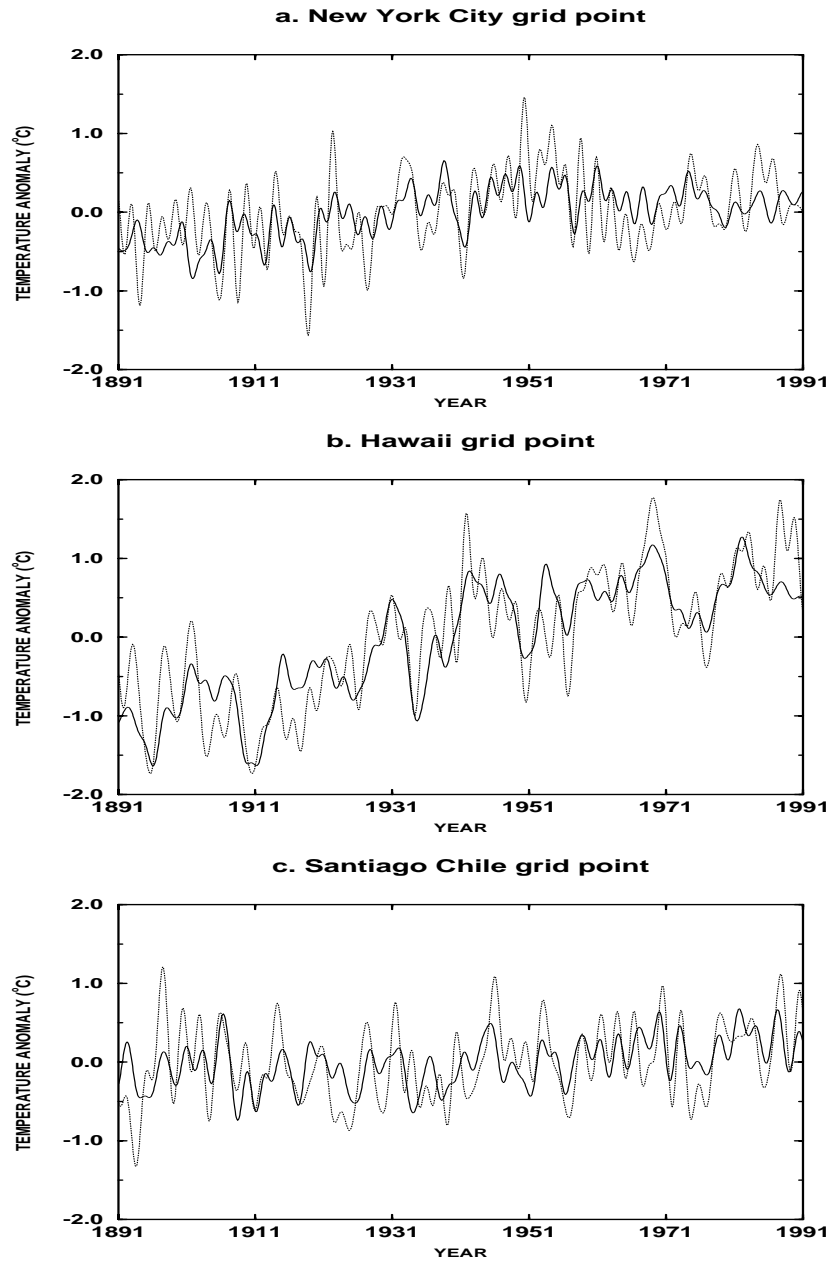 a. New York City grid point
2.0
1.0
0.0
-1.0
-2.0
TEMPERATURE ANOMALY (°C)
1891 1911 1931 1951 1971 1991
YEAR
b. Hawaii grid point
2.0
1.0
0.0
-1.0
-2.0
TEMPERATURE ANOMALY (°C)
1891 1911 1931 1951 1971 1991
YEAR
c. Santiago Chile grid point
2.0
1.0
0.0
-1.0
-2.0
TEMPERATURE ANOMALY (°C)
1891 1911 1931 1951 1971 1991
YEAR